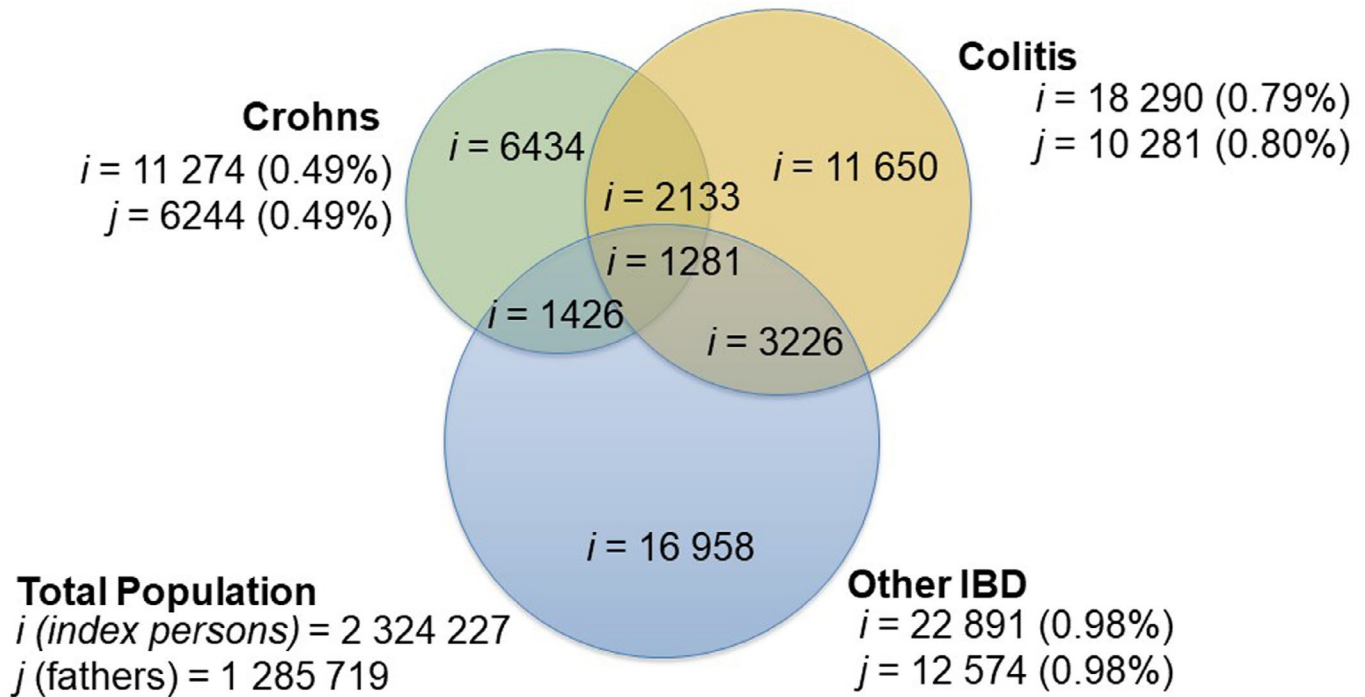 Crohns
i = 11 274 (0.49%)
j = 6244 (0.49%)
Colitis
i = 18 290 (0.79%)
j = 10 281 (0.80%)
i = 6434
i = 11 650
i = 2133
i = 1281
i = 1426
i = 3226
i = 16 958
Total Population
i (index persons) = 2 324 227
j (fathers) = 1 285 719
Other IBD
i = 22 891 (0.98%)
j = 12 574 (0.98%)